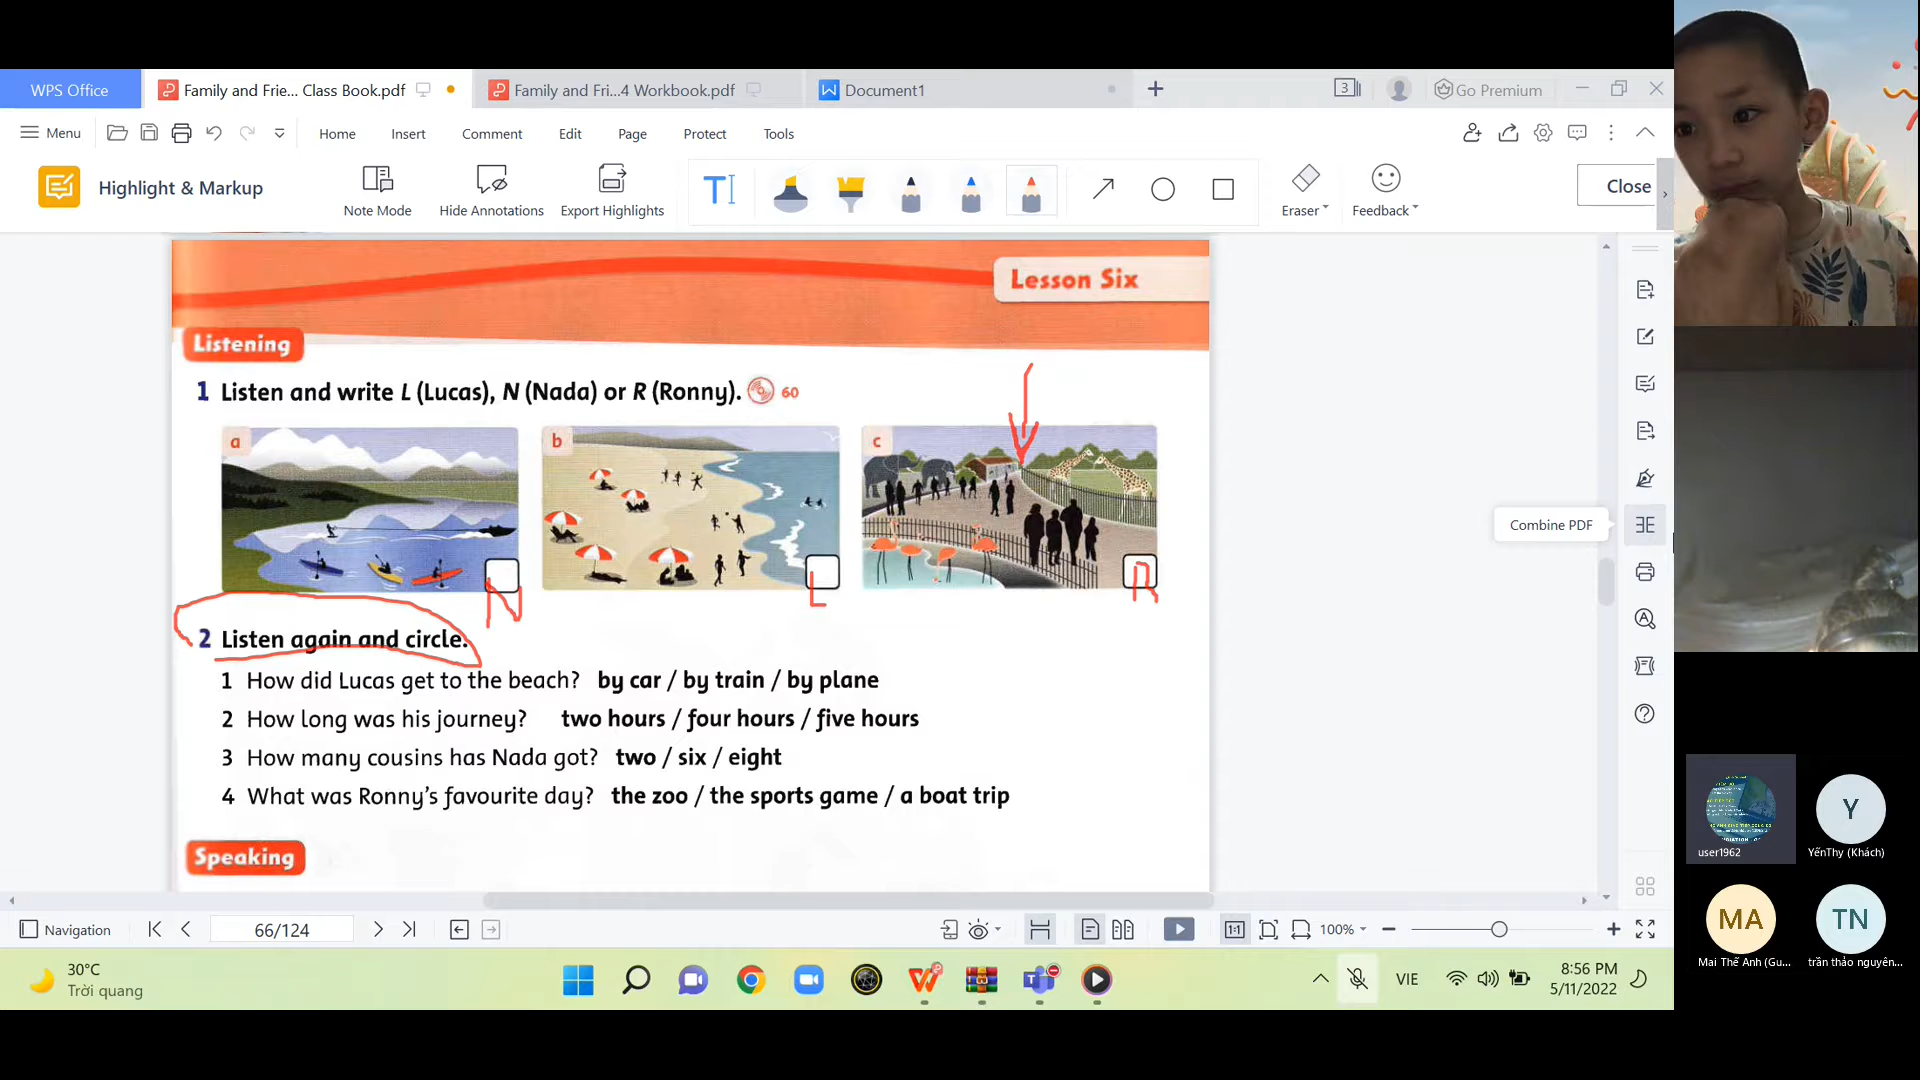 WPS Office
Family and Frie... Class Book.pdf
Family and Fri...4 Workbook.pdf
Document1
3
Go Premium
Menu
Home
Insert
Comment
Edit
Page
Protect
Tools
Highlight & Markup
Note Mode
Hide Annotations
Export Highlights
T
Eraser
Feedback
Close
Lesson Six
Listening
1 Listen and write L (Lucas), N (Nada) or R (Ronny). 60
a
b
c
N
L
R
2 Listen again and circle.
1 How did Lucas get to the beach? by car / by train / by plane
2 How long was his journey? two hours / four hours / five hours
3 How many cousins has Nada got? two / six / eight
4 What was Ronny's favourite day? the zoo / the sports game / a boat trip
Speaking
Combine PDF
Navigation
66/124
1:1
100%
30°C
Trời quang
VIE
8:56 PM
5/11/2022
user1962
Y
YếnThy (Khách)
MA
Mai Thế Anh (Gu...
TN
trần thảo nguyên...